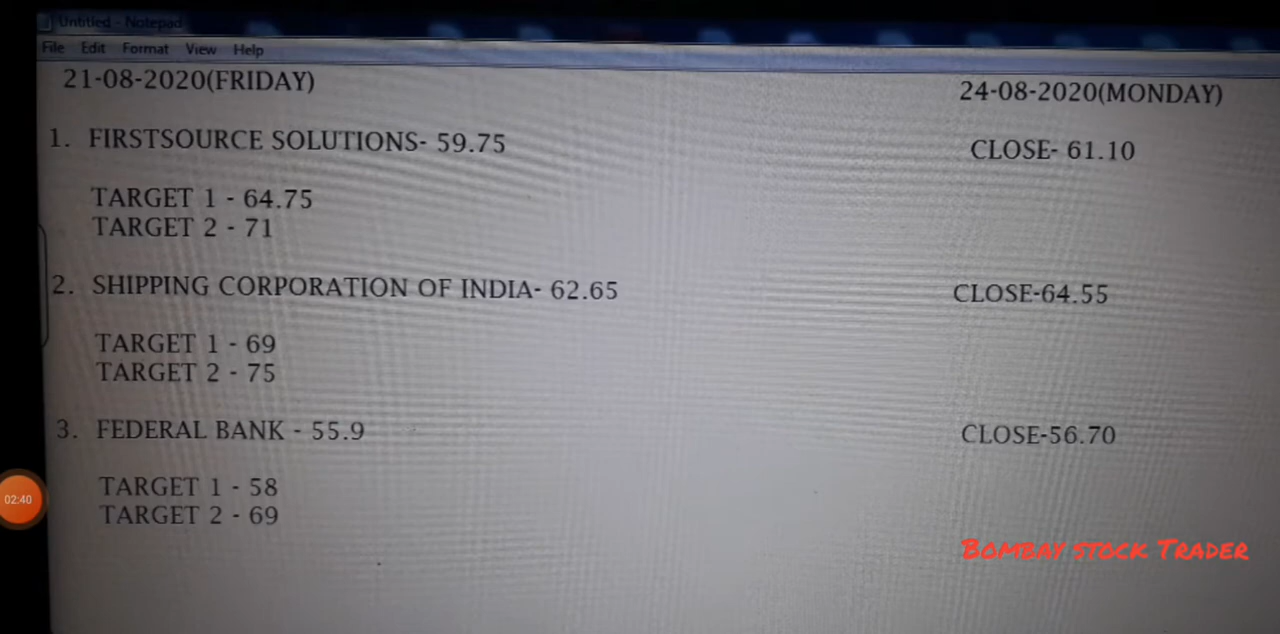 Untitled - Notepad
File Edit Format View Help
21-08-2020(FRIDAY) 24-08-2020(MONDAY)
1. FIRSTSOURCE SOLUTIONS- 59.75 CLOSE- 61.10
TARGET 1 - 64.75
TARGET 2 - 71
2. SHIPPING CORPORATION OF INDIA- 62.65 CLOSE-64.55
TARGET 1 - 69
TARGET 2 - 75
3. FEDERAL BANK - 55.9 CLOSE-56.70
TARGET 1 - 58
TARGET 2 - 69
02:40
BOMBAY STOCK TRADER